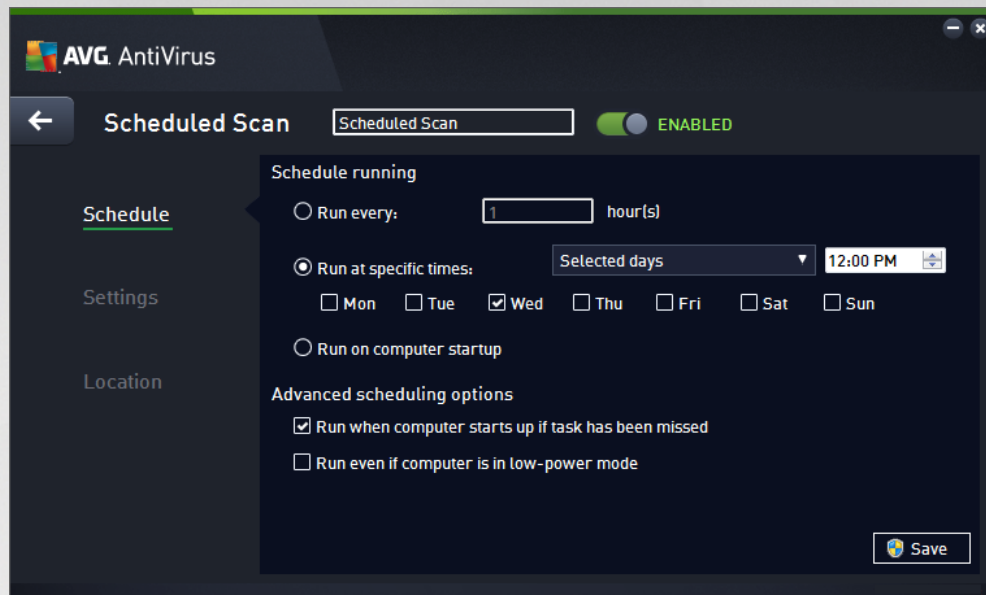 AVG. AntiVirus
Scheduled Scan Scheduled Scan ENABLED
Schedule running
Schedule Run every: 1 hour(s)
Run at specific times: Selected days 12:00 PM
Settings Mon Tue Wed Thu Fri Sat Sun
Run on computer startup
Location
Advanced scheduling options
Run when computer starts up if task has been missed
Run even if computer is in low-power mode
Save